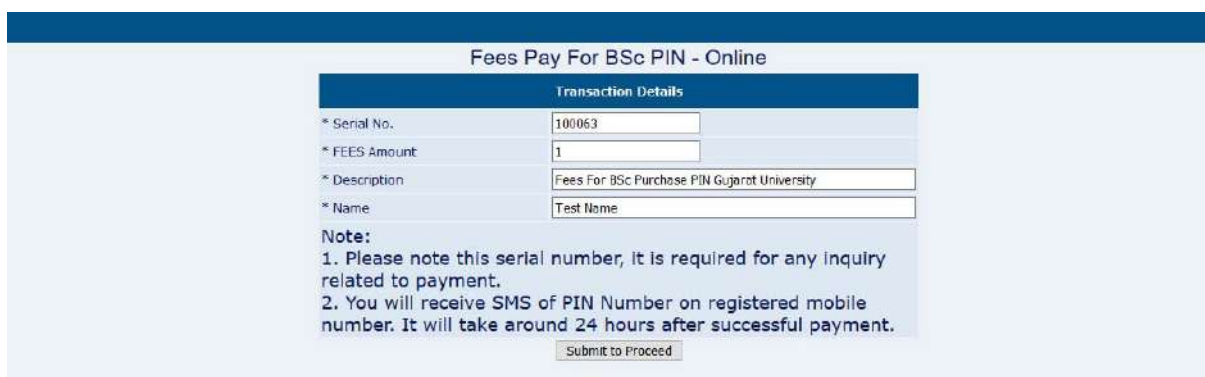 Fees Pay For BSc PIN - Online
Transaction Details
* Serial No. 100063
* FEES Amount 1
* Description Fees For BSc Purchase PIN Gujarat University
* Name Test Name
Note:
1. Please note this serial number, it is required for any inquiry
related to payment.
2. You will receive SMS of PIN Number on registered mobile
number. It will take around 24 hours after successful payment.
Submit to Proceed